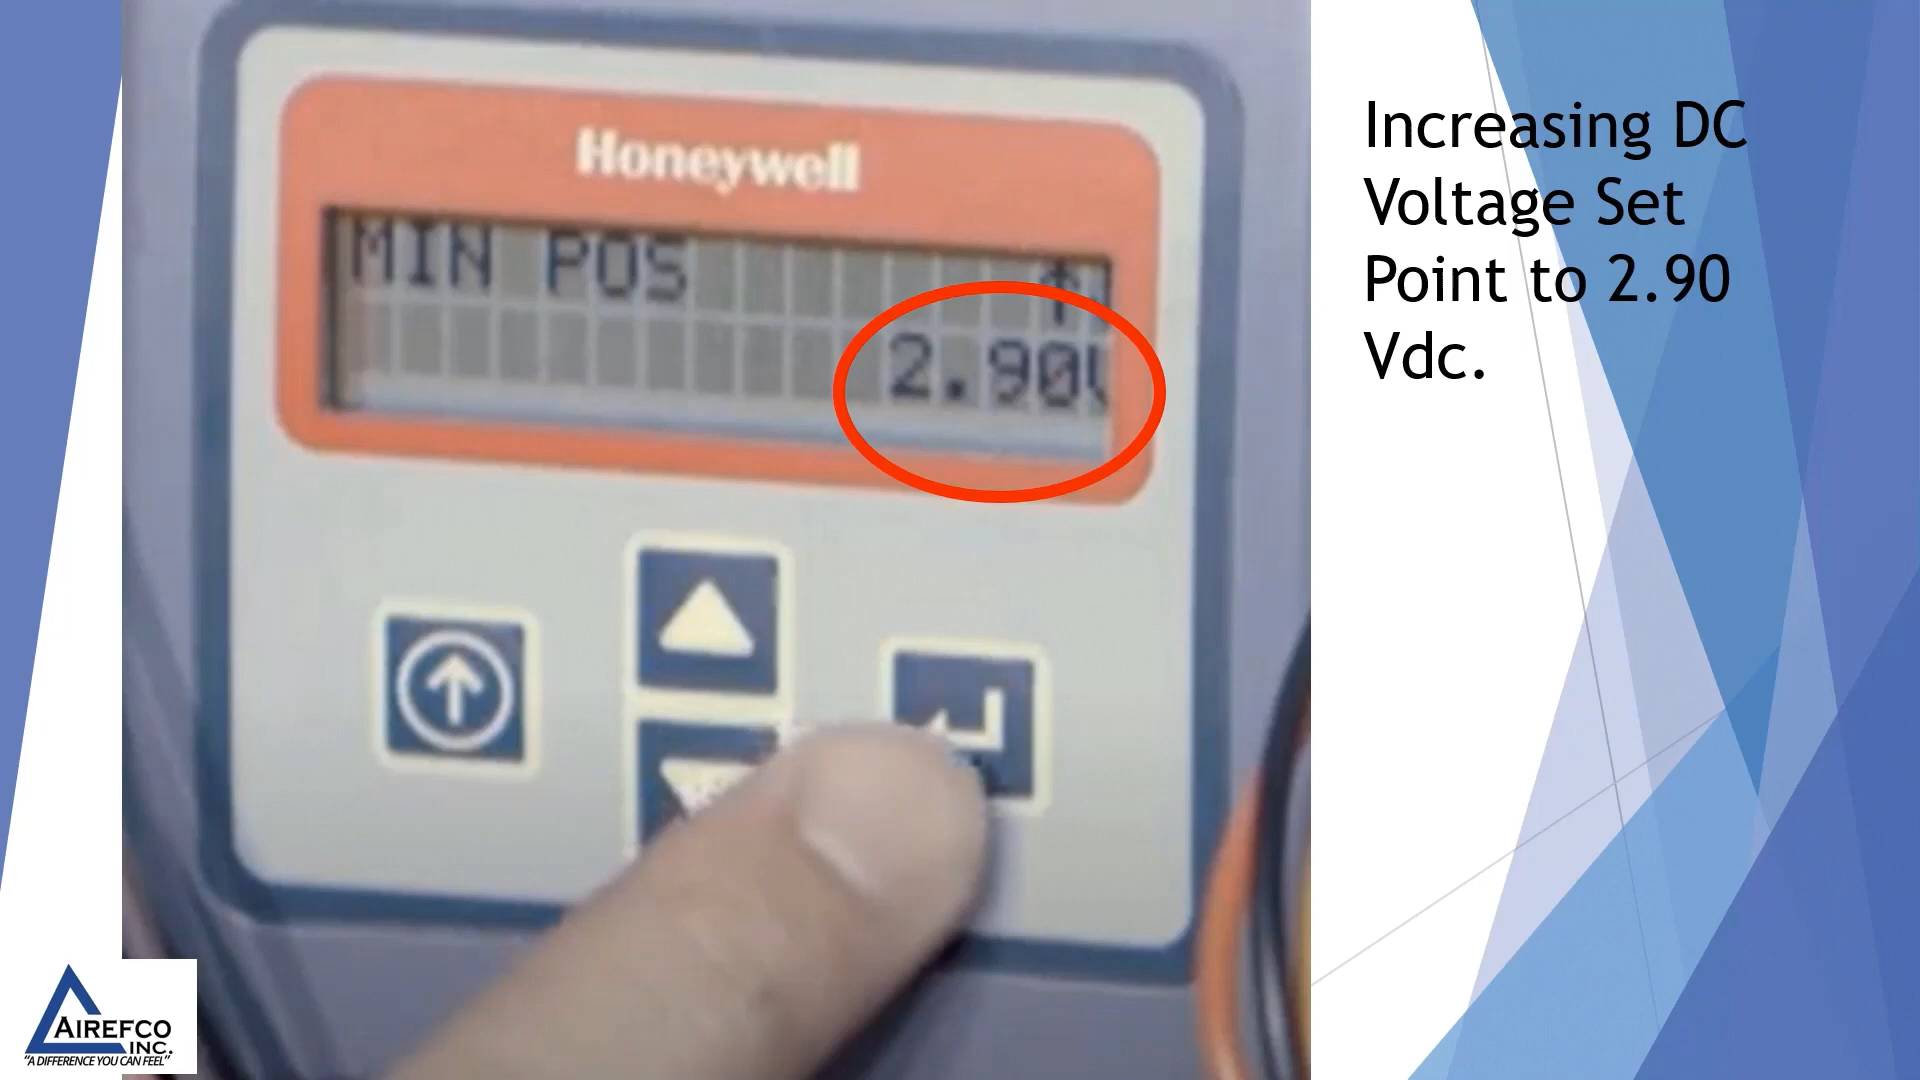 Honeywell
MIN POS ↑
2.90V
Increasing DC
Voltage Set
Point to 2.90
Vdc.
AIREFCO
INC.
"A DIFFERENCE YOU CAN FEEL"